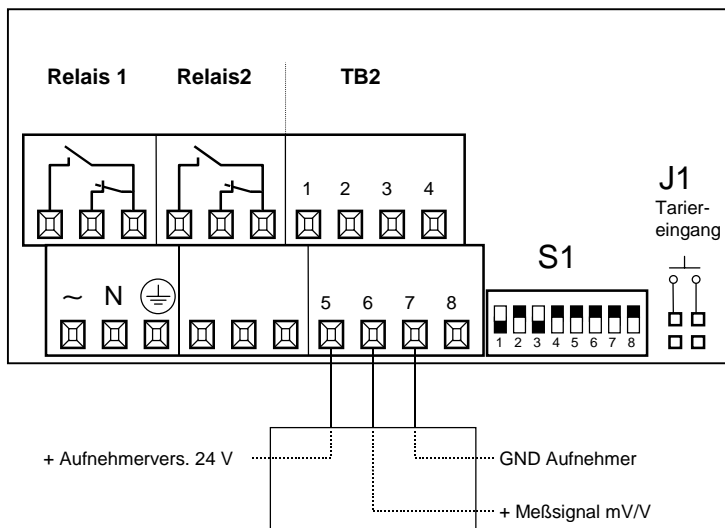 Relais 1 Relais2 TB2
1 2 3 4
J1
Tarier-
eingang
S1
~ N
5 6 7 8
1 2 3 4 5 6 7 8
+ Aufnehmervers. 24 V
GND Aufnehmer
+ Meßsignal mV/V